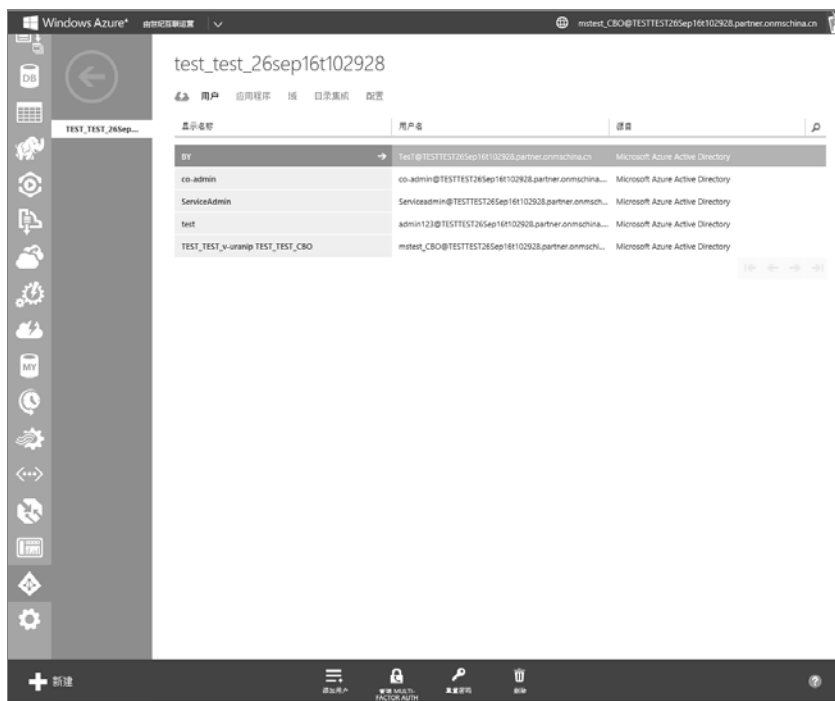 Windows Azure* 由世纪互联运营
mstest_CBO@TESTTEST26Sep16t102928.partner.onmschina.cn
DB
TEST_TEST_26Sep...
test_test_26sep16t102928
用户 应用程序 域 目录集成 配置
显示名称 用户名 源自
BY TesT@TESTTEST26Sep16t102928.partner.onmschina.cn Microsoft Azure Active Directory
co-admin co-admin@TESTTEST26Sep16t102928.partner.onmschina.... Microsoft Azure Active Directory
ServiceAdmin Serviceadmin@TESTTEST26Sep16t102928.partner.onmsch... Microsoft Azure Active Directory
test admin123@TESTTEST26Sep16t102928.partner.onmschina.... Microsoft Azure Active Directory
TEST_TEST_v-uranip TEST_TEST_CBO mstest_CBO@TESTTEST26Sep16t102928.partner.onmschi... Microsoft Azure Active Directory
MY
新建
添加用户
管理 MULTI-
FACTOR AUTH
重置密码
删除
?